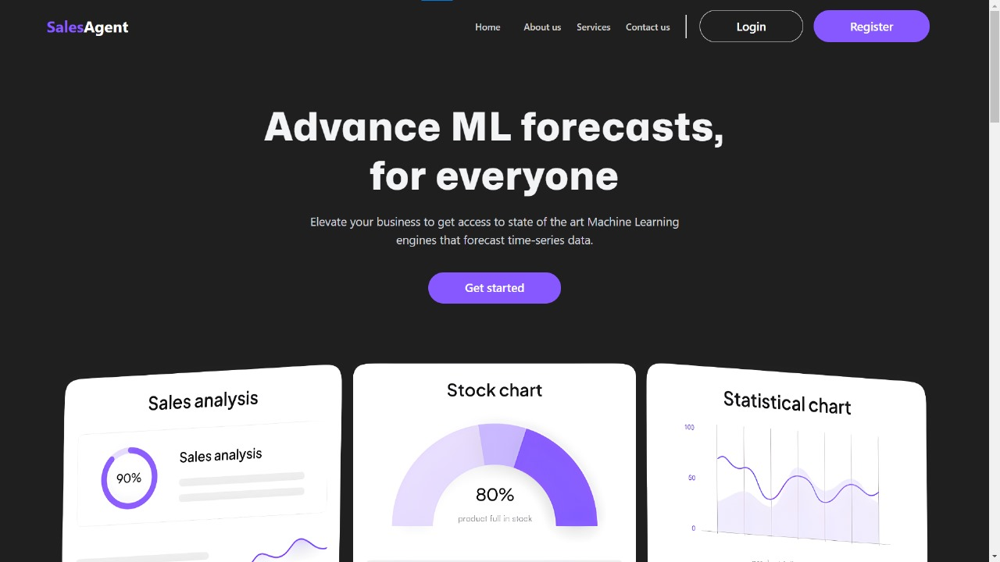 SalesAgent
Home About us Services Contact us Login Register
Advance ML forecasts,
for everyone
Elevate your business to get access to state of the art Machine Learning
engines that forecast time-series data.
Get started
Sales analysis
Sales analysis
90%
Stock chart
80%
product full in stock
Statistical chart
100
50
0